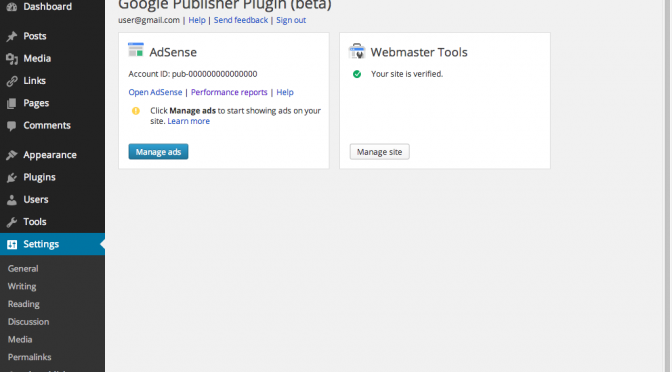 Dashboard
Posts
Media
Links
Pages
Comments
Appearance
Plugins
Users
Tools
Settings
General
Writing
Reading
Discussion
Media
Permalinks
Google Publisher Plugin (beta)
user@gmail.com | Help | Send feedback | Sign out
AdSense
Account ID: pub-000000000000000
Open AdSense | Performance reports | Help
Click Manage ads to start showing ads on your
site. Learn more
Manage ads
Webmaster Tools
Your site is verified.
Manage site